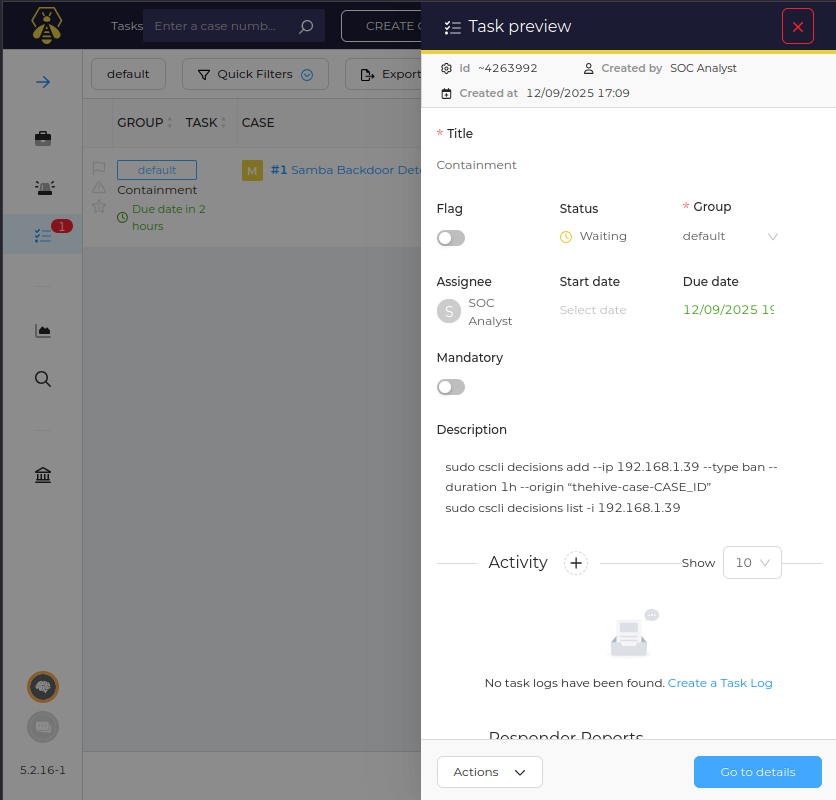 Tasks
Enter a case numb...
CREATE C
default
Quick Filters
Export
GROUP
TASK
CASE
default
Containment
Due date in 2
hours
M
#1 Samba Backdoor Det
1
5.2.16-1
Task preview
Id ~4263992
Created by SOC Analyst
Created at 12/09/2025 17:09
* Title
Containment
Flag
Status
* Group
Waiting
default
Assignee
Start date
Due date
S
SOC
Analyst
Select date
12/09/2025 19
Mandatory
Description
sudo cscli decisions add --ip 192.168.1.39 --type ban --
duration 1h --origin “thehive-case-CASE_ID”
sudo cscli decisions list -i 192.168.1.39
Activity
Show
10
No task logs have been found. Create a Task Log
Responder Reports
Actions
Go to details